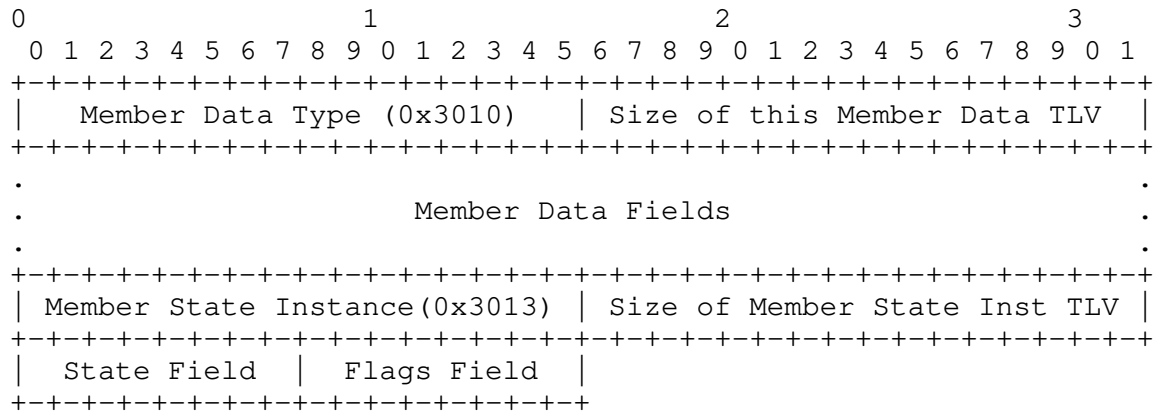 0                   1                   2                   3
 0 1 2 3 4 5 6 7 8 9 0 1 2 3 4 5 6 7 8 9 0 1 2 3 4 5 6 7 8 9 0 1
+-+-+-+-+-+-+-+-+-+-+-+-+-+-+-+-+-+-+-+-+-+-+-+-+-+-+-+-+-+-+-+-+
|   Member Data Type (0x3010)   | Size of this Member Data TLV  |
+-+-+-+-+-+-+-+-+-+-+-+-+-+-+-+-+-+-+-+-+-+-+-+-+-+-+-+-+-+-+-+-+
.                                                               .
.                      Member Data Fields                       .
.                                                               .
+-+-+-+-+-+-+-+-+-+-+-+-+-+-+-+-+-+-+-+-+-+-+-+-+-+-+-+-+-+-+-+-+
| Member State Instance(0x3013) | Size of Member State Inst TLV |
+-+-+-+-+-+-+-+-+-+-+-+-+-+-+-+-+-+-+-+-+-+-+-+-+-+-+-+-+-+-+-+-+
|  State Field  |  Flags Field  |
+-+-+-+-+-+-+-+-+-+-+-+-+-+-+-+-+